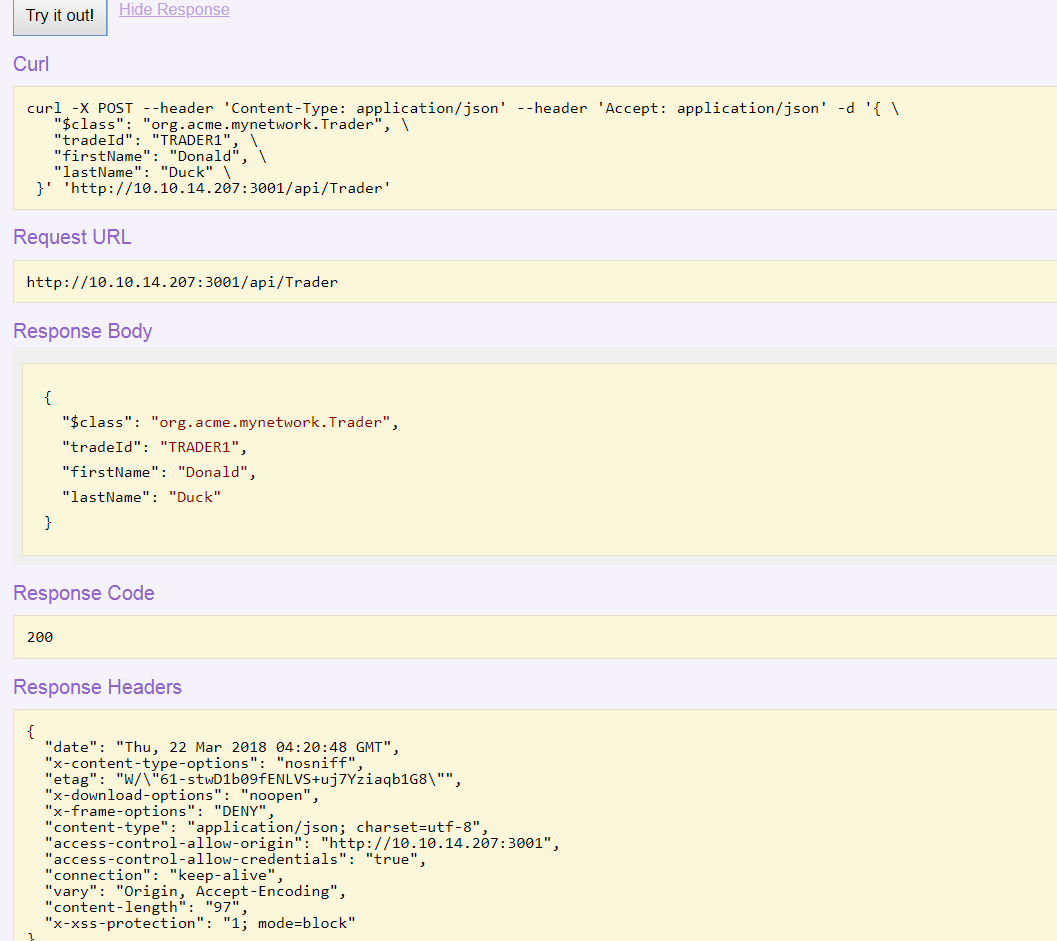 Try it out! Hide Response
Curl
curl -X POST --header 'Content-Type: application/json' --header 'Accept: application/json' -d '{ \
"$class": "org.acme.mynetwork.Trader", \
"tradeId": "TRADER1", \
"firstName": "Donald", \
"lastName": "Duck" \
}' 'http://10.10.14.207:3001/api/Trader'
Request URL
http://10.10.14.207:3001/api/Trader
Response Body
{
"$class": "org.acme.mynetwork.Trader",
"tradeId": "TRADER1",
"firstName": "Donald",
"lastName": "Duck"
}
Response Code
200
Response Headers
{
"date": "Thu, 22 Mar 2018 04:20:48 GMT",
"x-content-type-options": "nosniff",
"etag": "W/\"61-stwD1b09fENLVS+uj7Yziaqb1G8\"",
"x-download-options": "noopen",
"x-frame-options": "DENY",
"content-type": "application/json; charset=utf-8",
"access-control-allow-origin": "http://10.10.14.207:3001",
"access-control-allow-credentials": "true",
"connection": "keep-alive",
"vary": "Origin, Accept-Encoding",
"content-length": "97",
"x-xss-protection": "1; mode=block"
}